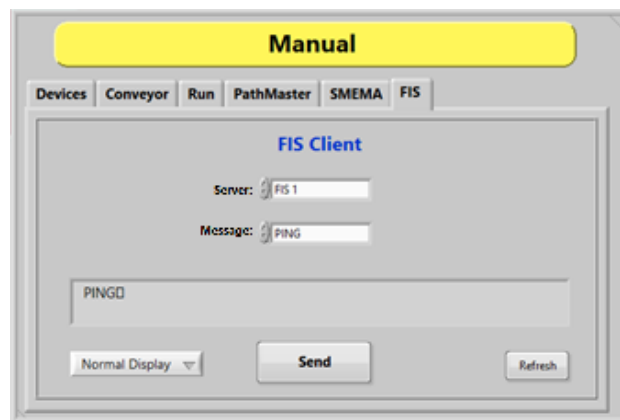 Manual
Devices Conveyor Run PathMaster SMEMA FIS
FIS Client
Server: FIS 1
Message: PING
PING▯
Normal Display Send Refresh